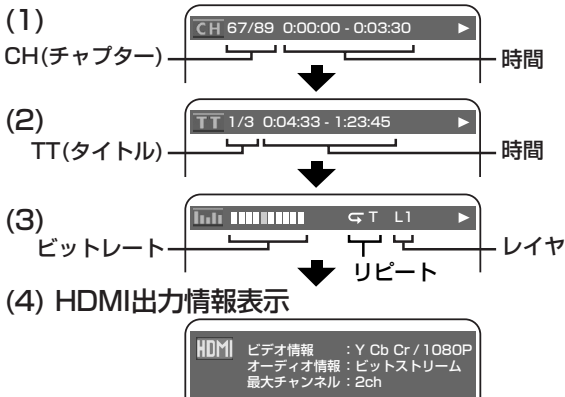 (1)
CH 67/89 0:00:00 - 0:03:30
CH(チャプター)
時間
(2)
TT 1/3 0:04:33 - 1:23:45
TT(タイトル)
時間
(3)
T L1
ビットレート
リピート
レイヤ
(4) HDMI出力情報表示
HDMI
ビデオ情報 : Y Cb Cr / 1080P
オーディオ情報 : ビットストリーム
最大チャンネル : 2ch